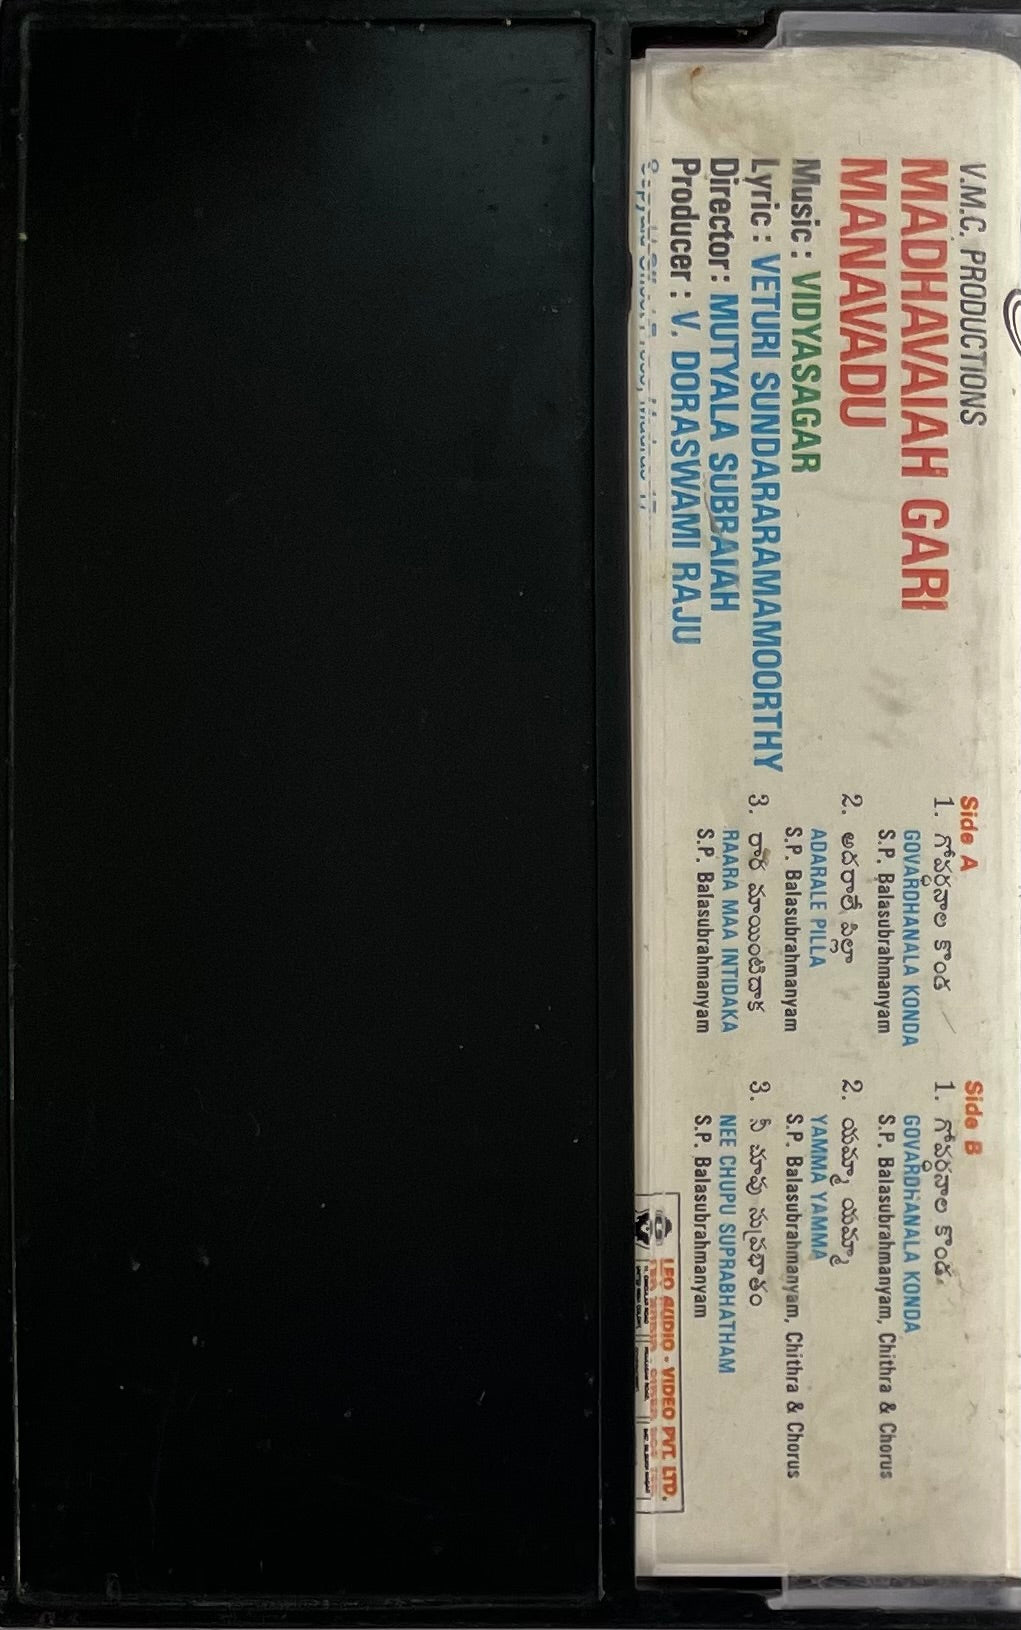 V.M.C. PRODUCTIONS
MADHAVAIAH GARI
MANAVADU
Music : VIDYASAGAR
Lyric : VETURI SUNDARARAMAMOORTHY
Director : MUTYALA SUBBAIAH
Producer : V. DORASWAMI RAJU
Side A
1. గోవర్ధనాల కొండ
GOVARDHANALA KONDA
S.P. Balasubrahmanyam
2. అదరాలే పిల్లా
ADARALE PILLA
S.P. Balasubrahmanyam
3. రార మాయింటిదాక
RAARA MAA INTIDAKA
S.P. Balasubrahmanyam
Side B
1. గోవర్ధనాల కొండ
GOVARDHANALA KONDA
S.P. Balasubrahmanyam, Chithra & Chorus
2. యమ్మా యమ్మా
YAMMA YAMMA
S.P. Balasubrahmanyam, Chithra & Chorus
3. నీ చూపు సుప్రభాతం
NEE CHUPU SUPRABHATHAM
S.P. Balasubrahmanyam
LEO AUDIO - VIDEO PVT. LTD.